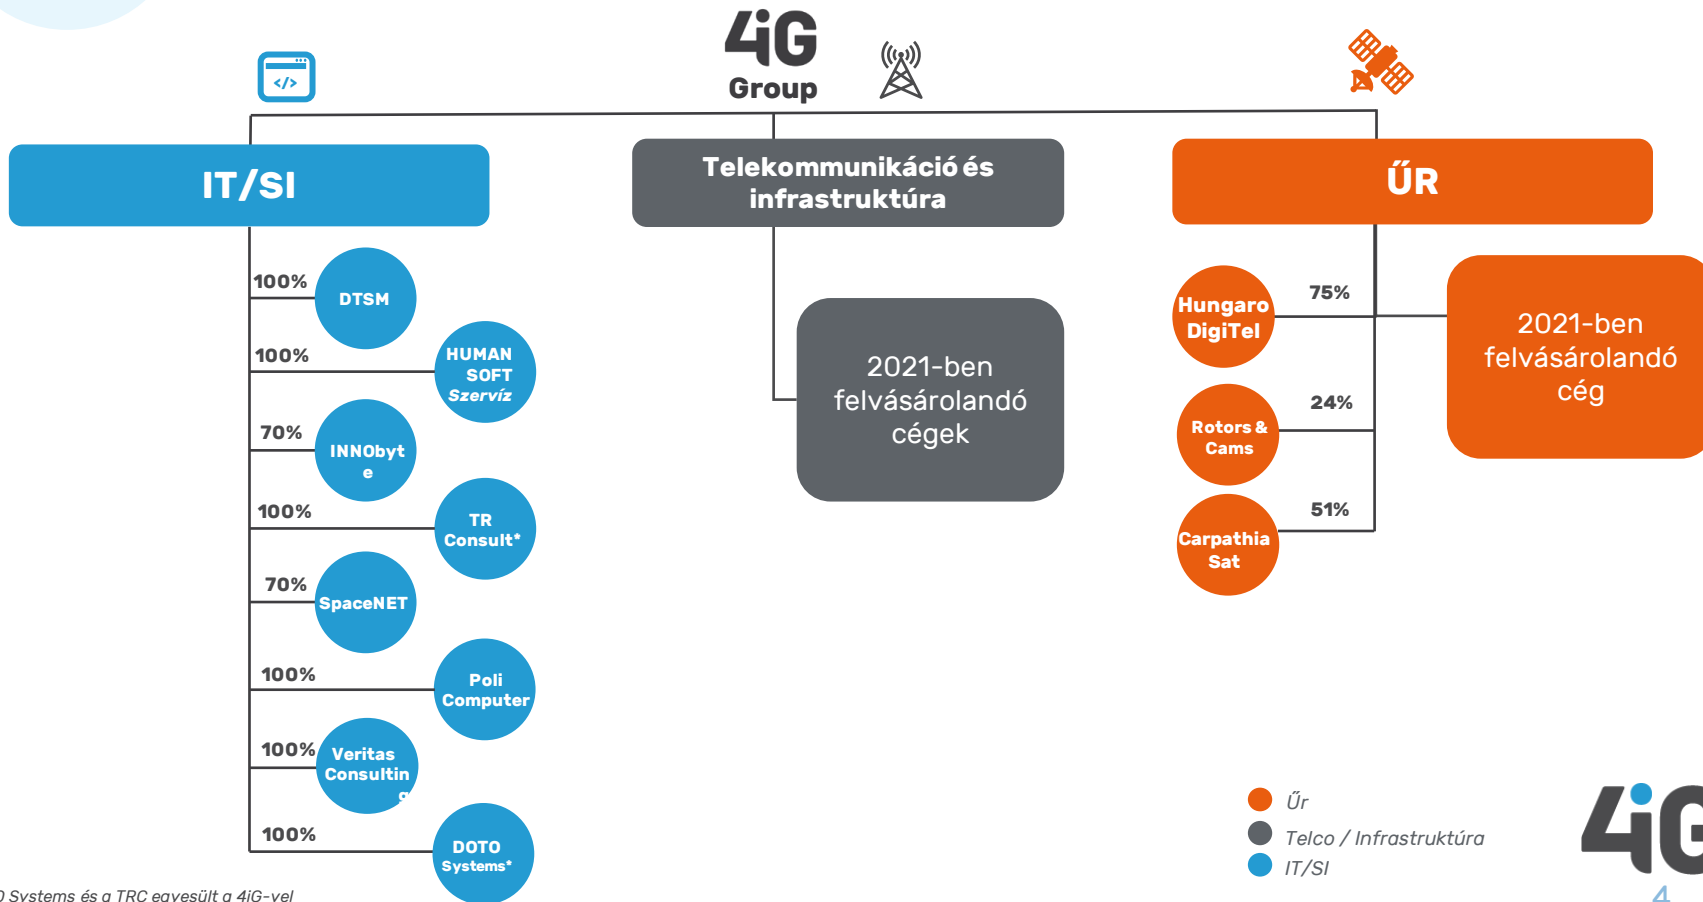 4iG
Group
</>
IT/SI
Telekommunikáció és
infrastruktúra
ŰR
100%
DTSM
100%
HUMAN
SOFT
Szervíz
70%
INNObyt
e
100%
TR
Consult*
70%
SpaceNET
100%
Poli
Computer
100%
Veritas
Consultin
g
100%
DOTO
Systems*
2021-ben
felvásárolandó
cégek
Hungaro
DigiTel
75%
Rotors &
Cams
24%
Carpathia
Sat
51%
2021-ben
felvásárolandó
cég
Űr
Telco / Infrastruktúra
IT/SI
4iG
4
Systems és a TRC egyesült a 4iG-vel